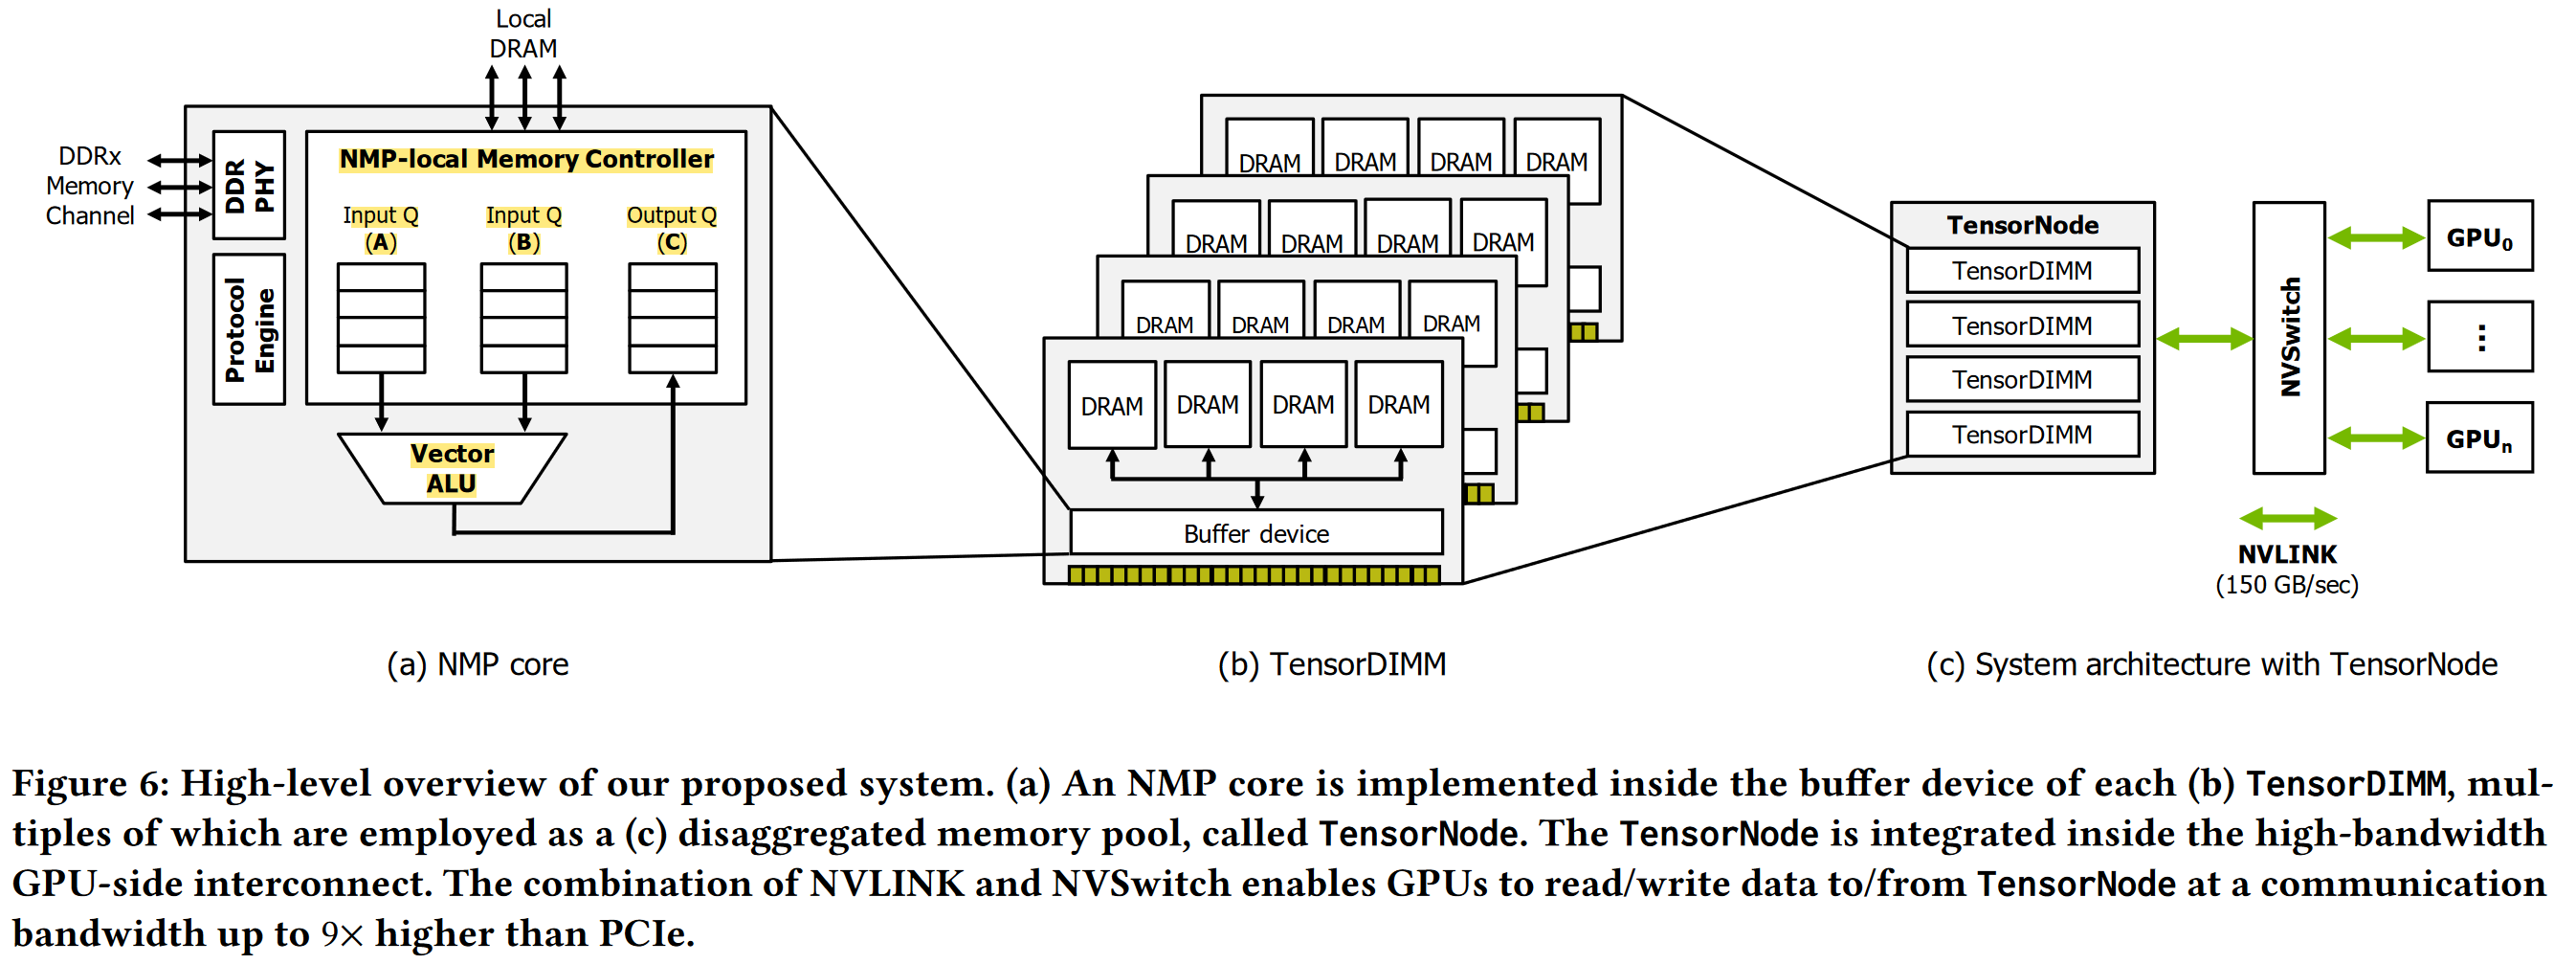 Local
DRAM
DDRx
Memory
Channel
DDR
PHY
Protocol
Engine
NMP-local Memory Controller
Input Q
(A)
Input Q
(B)
Output Q
(C)
Vector
ALU
(a) NMP core
DRAM DRAM DRAM DRAM
DRAM DRAM DRAM DRAM
DRAM DRAM DRAM DRAM
DRAM DRAM DRAM DRAM
Buffer device
(b) TensorDIMM
TensorNode
TensorDIMM
TensorDIMM
TensorDIMM
TensorDIMM
NVSwitch
GPU0
...
GPUn
NVLINK
(150 GB/sec)
(c) System architecture with TensorNode
Figure 6: High-level overview of our proposed system. (a) An NMP core is implemented inside the buffer device of each (b) TensorDIMM, mul-
tiples of which are employed as a (c) disaggregated memory pool, called TensorNode. The TensorNode is integrated inside the high-bandwidth
GPU-side interconnect. The combination of NVLINK and NVSwitch enables GPUs to read/write data to/from TensorNode at a communication
bandwidth up to 9× higher than PCIe.